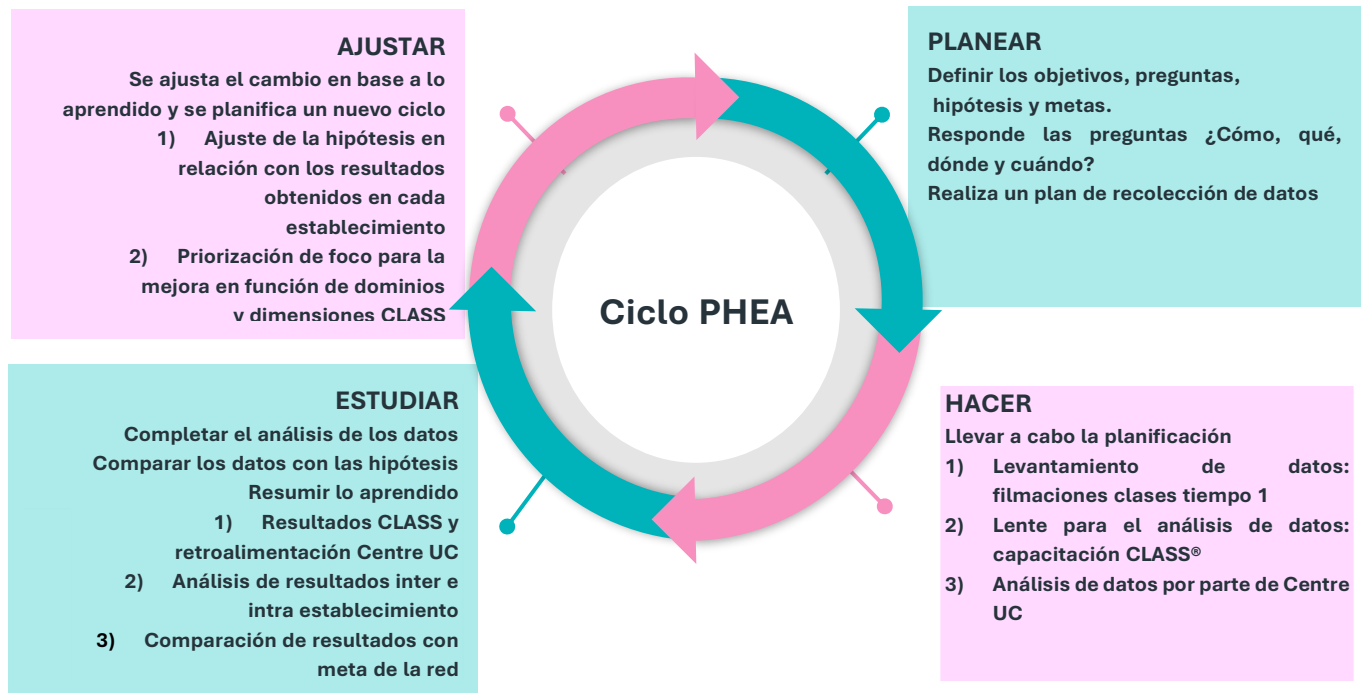 AJUSTAR
Se ajusta el cambio en base a lo
aprendido y se planifica un nuevo ciclo
1) Ajuste de la hipótesis en
relación con los resultados
obtenidos en cada
establecimiento
2) Priorización de foco para la
mejora en función de dominios
y dimensiones CLASS
PLANEAR
Definir los objetivos, preguntas,
hipótesis y metas.
Responde las preguntas ¿Cómo, qué,
dónde y cuándo?
Realiza un plan de recolección de datos
Ciclo PHEA
ESTUDIAR
Completar el análisis de los datos
Comparar los datos con las hipótesis
Resumir lo aprendido
1) Resultados CLASS y
retroalimentación Centre UC
2) Análisis de resultados inter e
intra establecimiento
3) Comparación de resultados con
meta de la red
HACER
Llevar a cabo la planificación
1) Levantamiento de datos:
filmaciones clases tiempo 1
2) Lente para el análisis de datos:
capacitación CLASS®
3) Análisis de datos por parte de Centre
UC